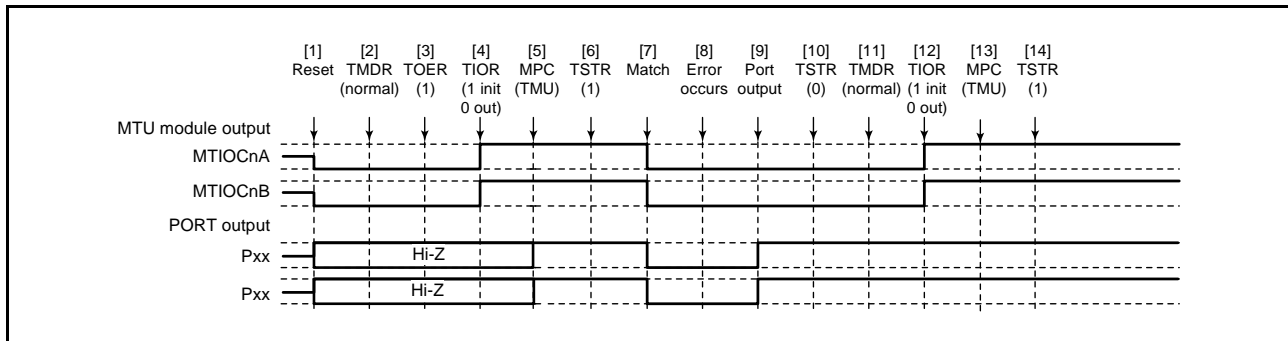 [1] [2] [3] [4] [5] [6] [7] [8] [9] [10] [11] [12] [13] [14]
Reset TMDR TOER TIOR MPC TSTR Match Error Port TSTR TMDR TIOR MPC TSTR
(normal) (1) (1 init (TMU) (1) occurs output (0) (normal) (1 init (TMU) (1)
0 out) 0 out)
MTU module output
MTIOCnA
MTIOCnB
PORT output
Pxx Hi-Z
Pxx Hi-Z